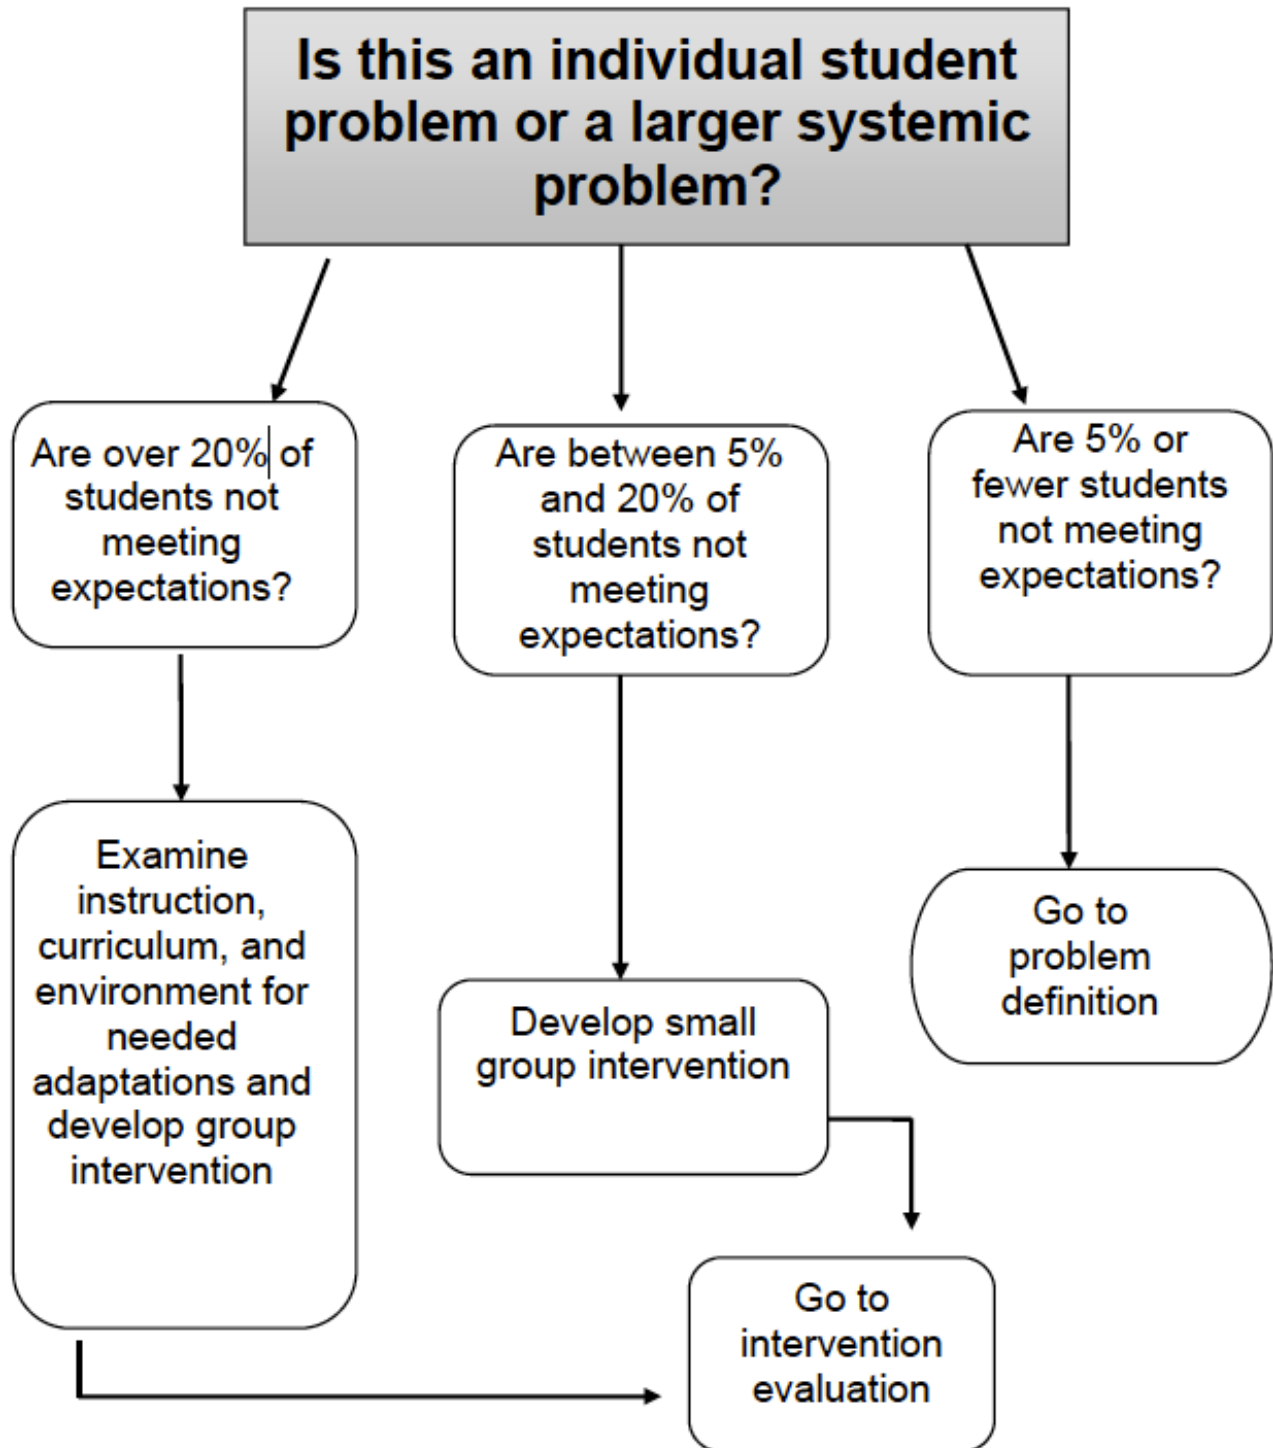 Is this an individual student
problem or a larger systemic
problem?
Are over 20% of
students not
meeting
expectations?
Are between 5%
and 20% of
students not
meeting
expectations?
Are 5% or
fewer students
not meeting
expectations?
Examine
instruction,
curriculum, and
environment for
needed
adaptations and
develop group
intervention
Develop small
group intervention
Go to
problem
definition
Go to
intervention
evaluation